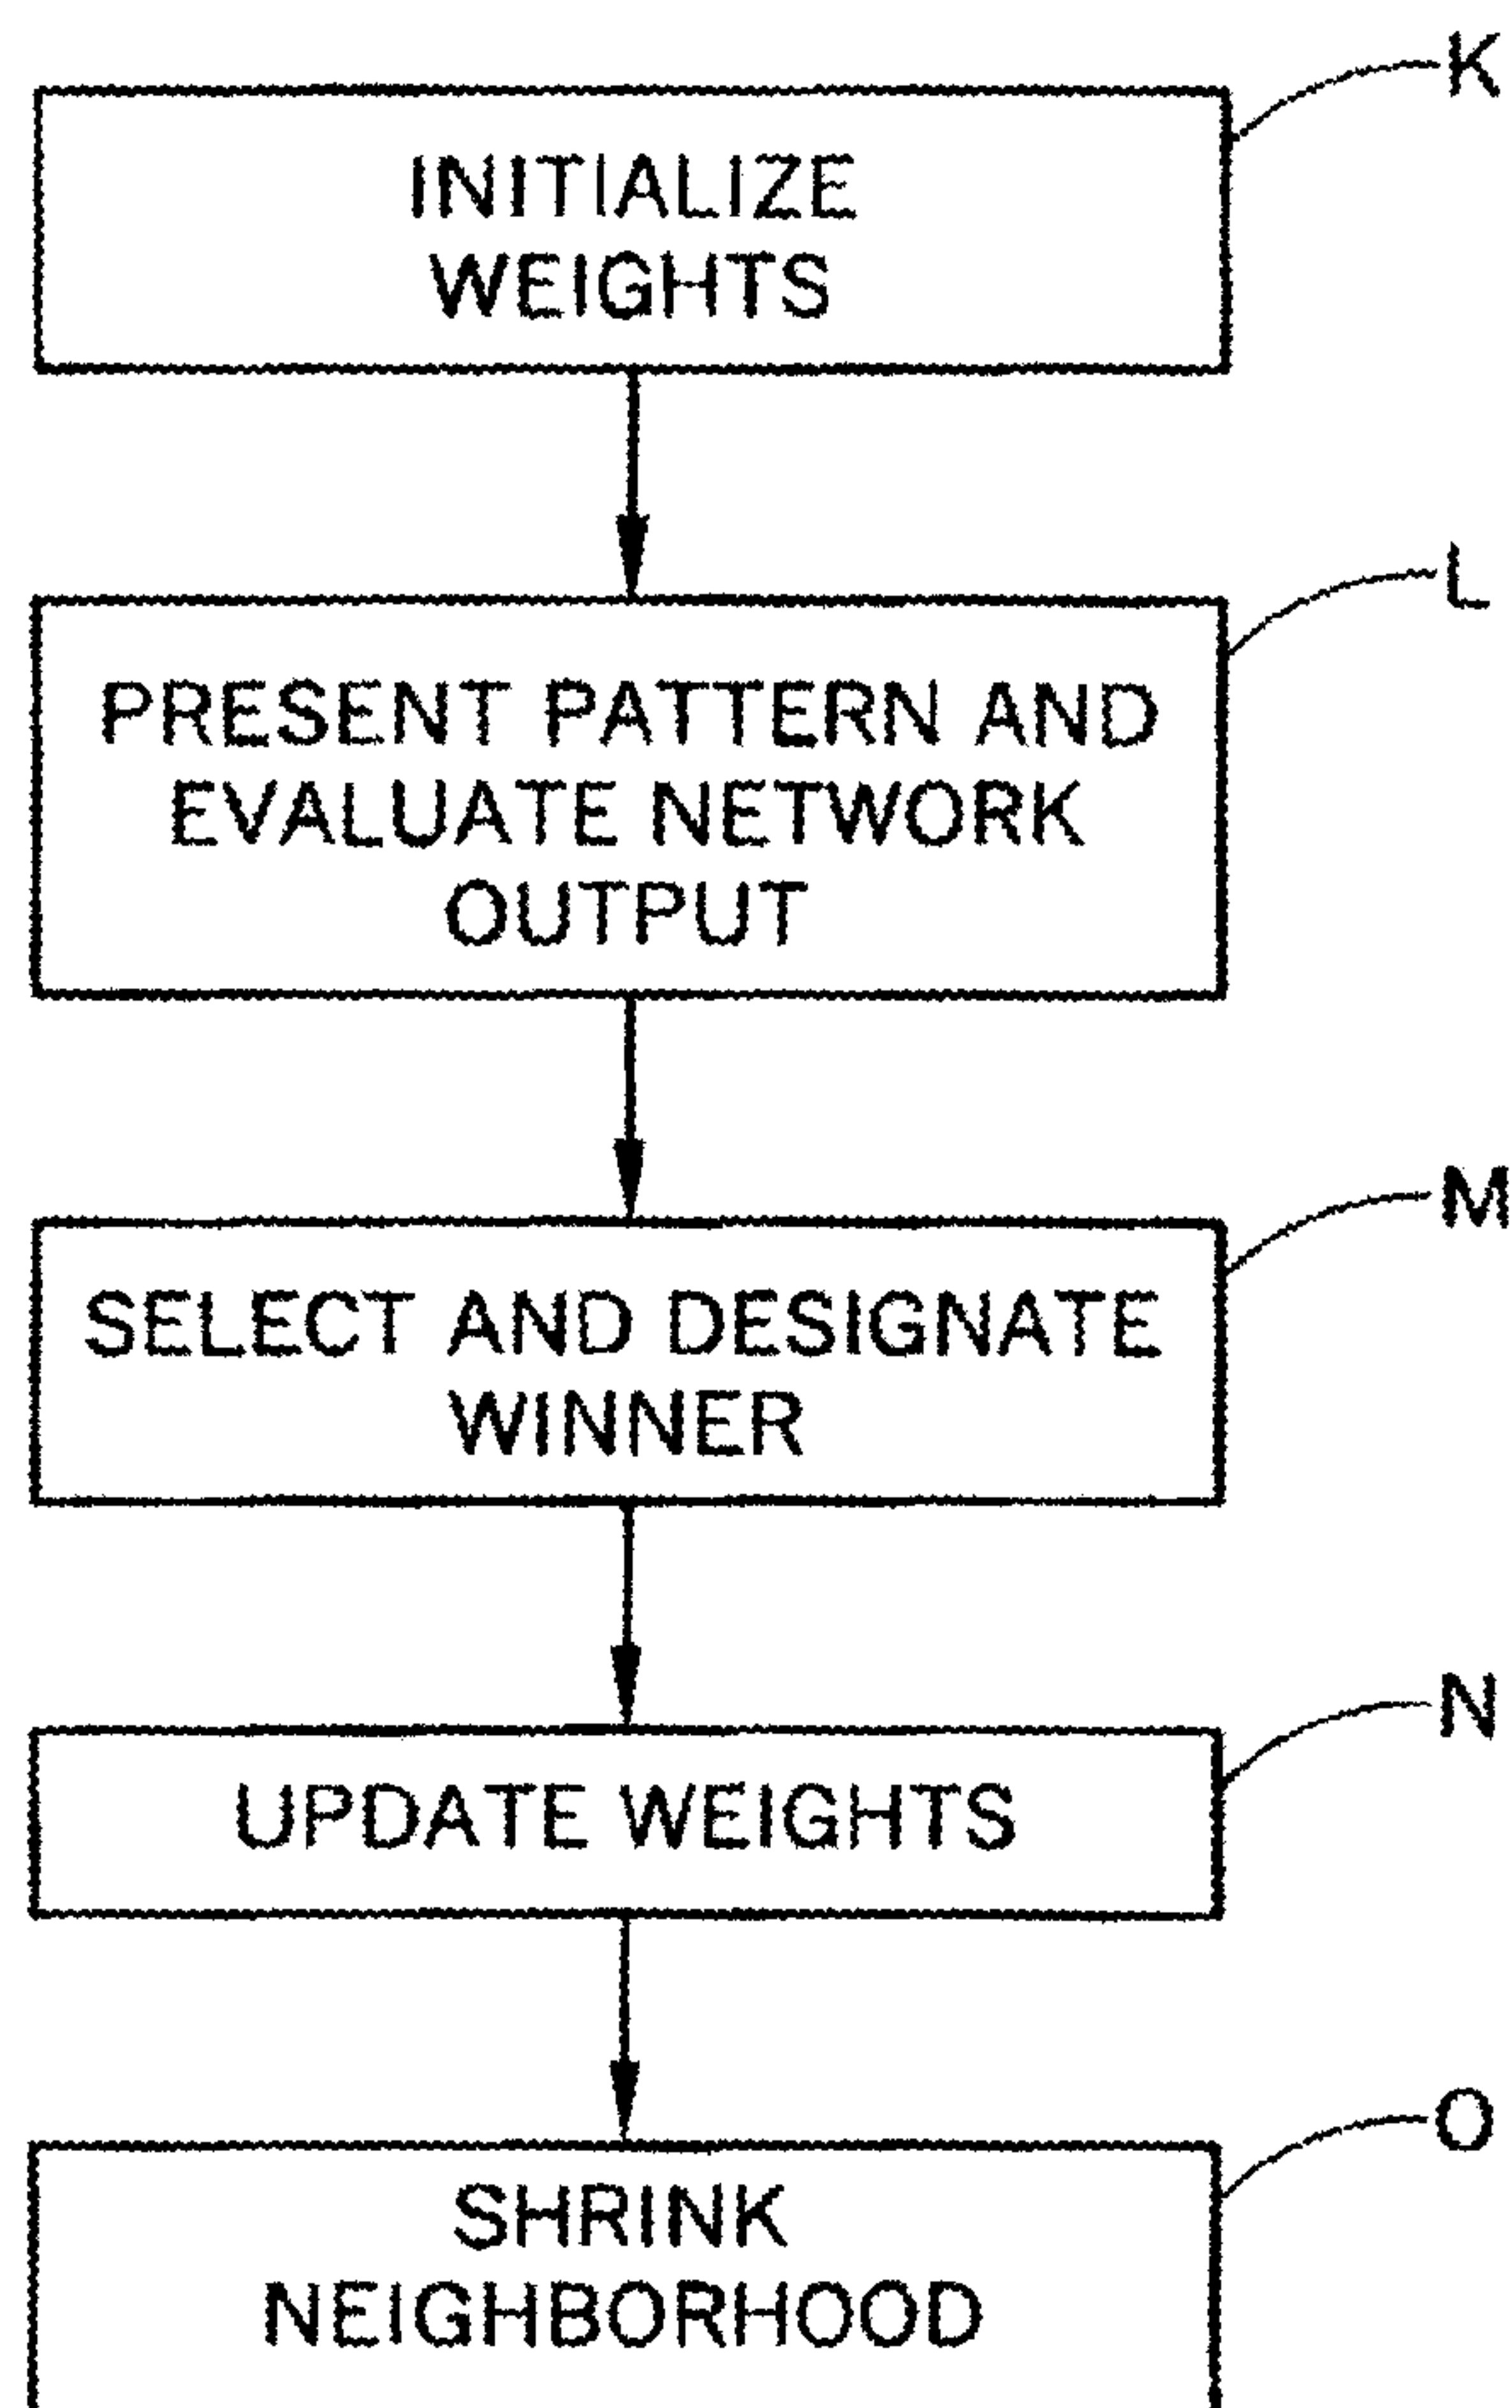 K
INITIALIZE
WEIGHTS
L
PRESENT PATTERN AND
EVALUATE NETWORK
OUTPUT
M
SELECT AND DESIGNATE
WINNER
N
UPDATE WEIGHTS
O
SHRINK
NEIGHBORHOOD